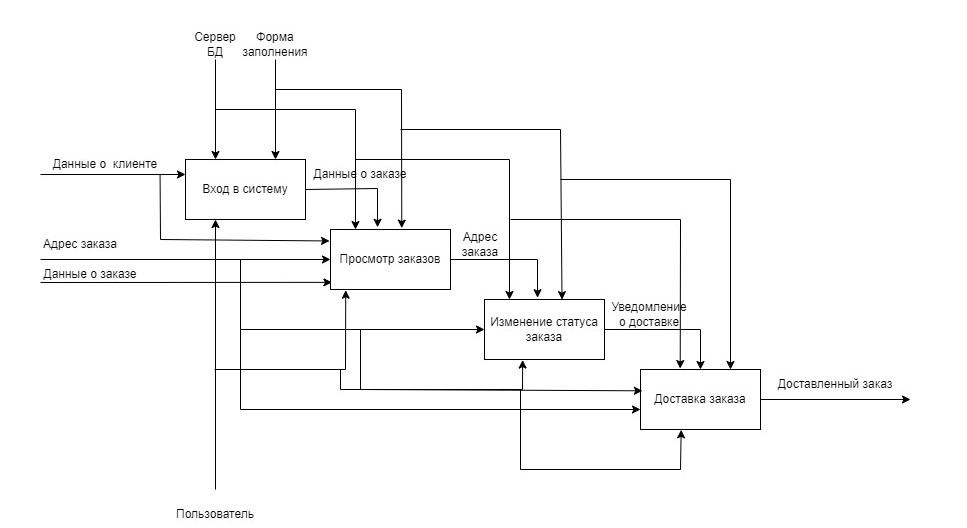 Сервер
БД
Форма
заполнения
Данные о клиенте
Вход в систему
Данные о заказе
Адрес заказа
Данные о заказе
Просмотр заказов
Адрес
заказа
Изменение статуса
заказа
Уведомление
о доставке
Доставка заказа
Доставленный заказ
Пользователь